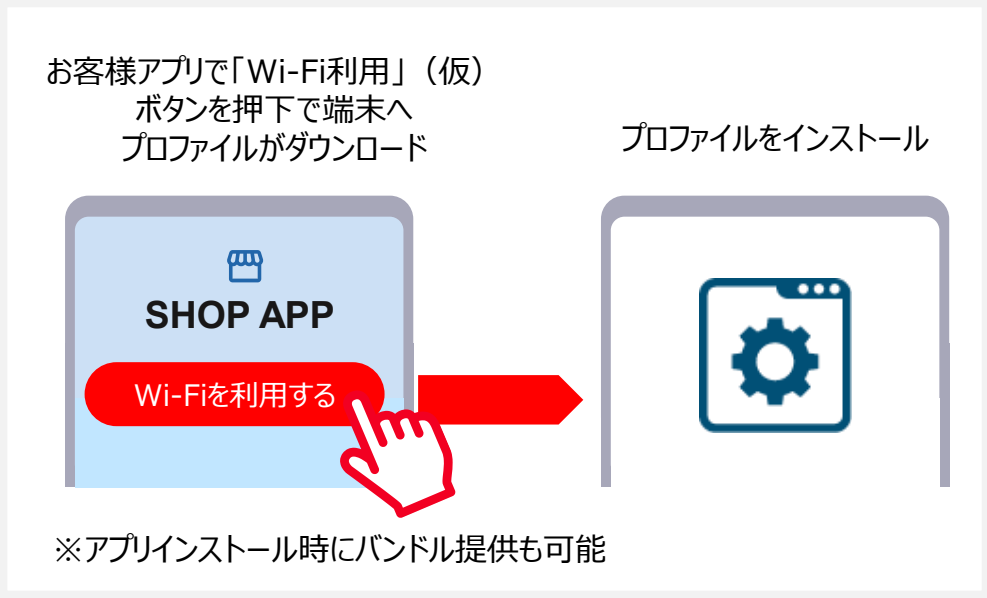 お客様アプリで「Wi-Fi利用」（仮）
ボタンを押下で端末へ
プロファイルがダウンロード
プロファイルをインストール
SHOP APP
Wi-Fiを利用する
※アプリインストール時にバンドル提供も可能